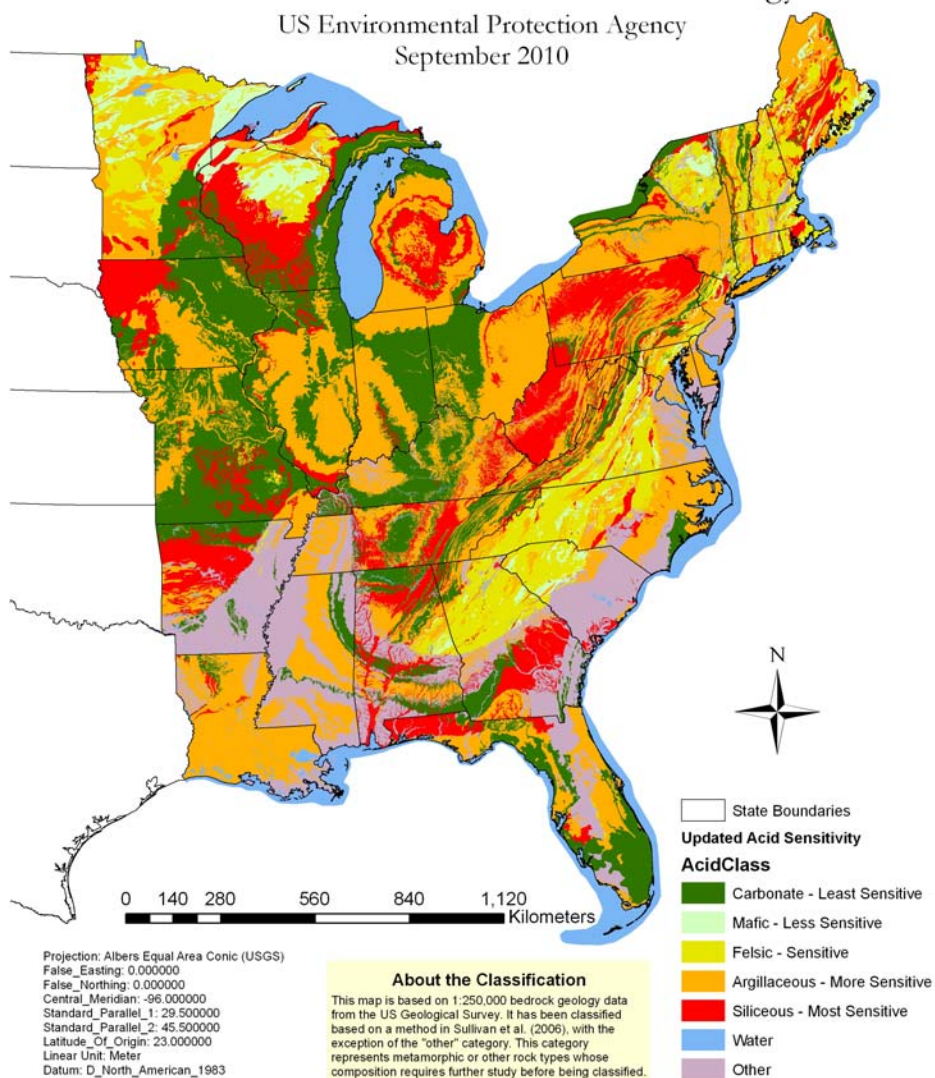 US Environmental Protection Agency
September 2010
N
State Boundaries
Updated Acid Sensitivity
AcidClass
Carbonate - Least Sensitive
Mafic - Less Sensitive
Felsic - Sensitive
Argillaceous - More Sensitive
Siliceous - Most Sensitive
Water
Other
0 140 280 560 840 1,120
Kilometers
Projection: Albers Equal Area Conic (USGS)
False_Easting: 0.000000
False_Northing: 0.000000
Central_Meridian: -96.000000
Standard_Parallel_1: 29.500000
Standard_Parallel_2: 45.500000
Latitude_Of_Origin: 23.000000
Linear Unit: Meter
Datum: D_North_American_1983
About the Classification
This map is based on 1:250,000 bedrock geology data
from the US Geological Survey. It has been classified
based on a method in Sullivan et al. (2006), with the
exception of the "other" category. This category
represents metamorphic or other rock types whose
composition requires further study before being classified.